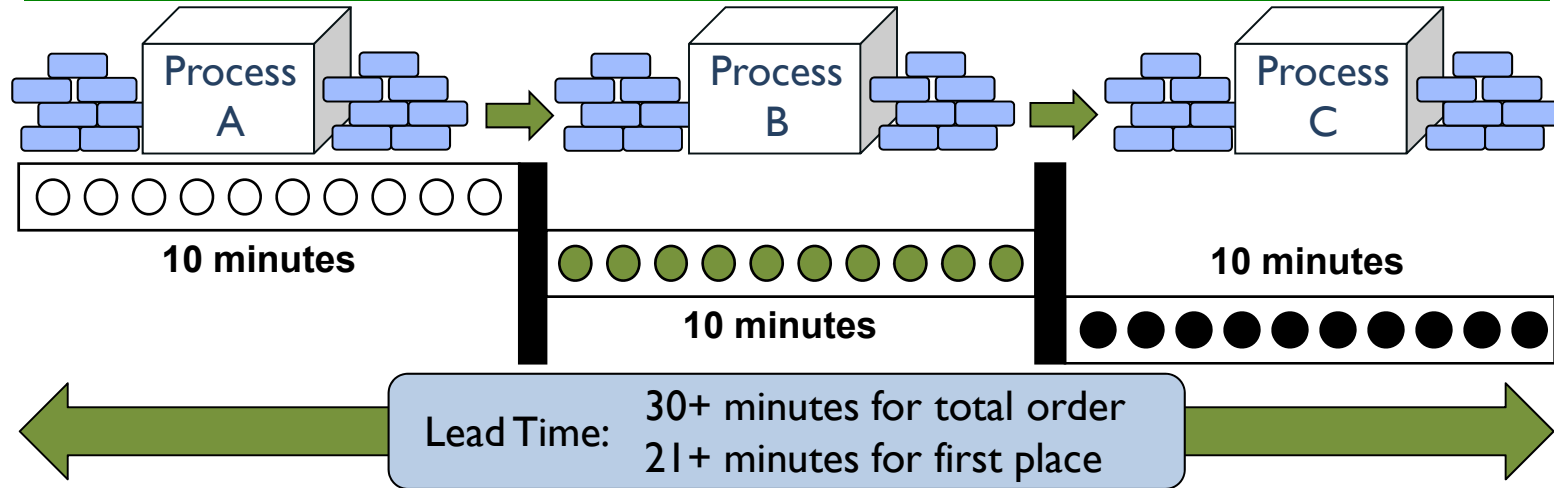 Process
A
Process
B
Process
C
10 minutes
10 minutes
10 minutes
Lead Time:
30+ minutes for total order
21+ minutes for first place